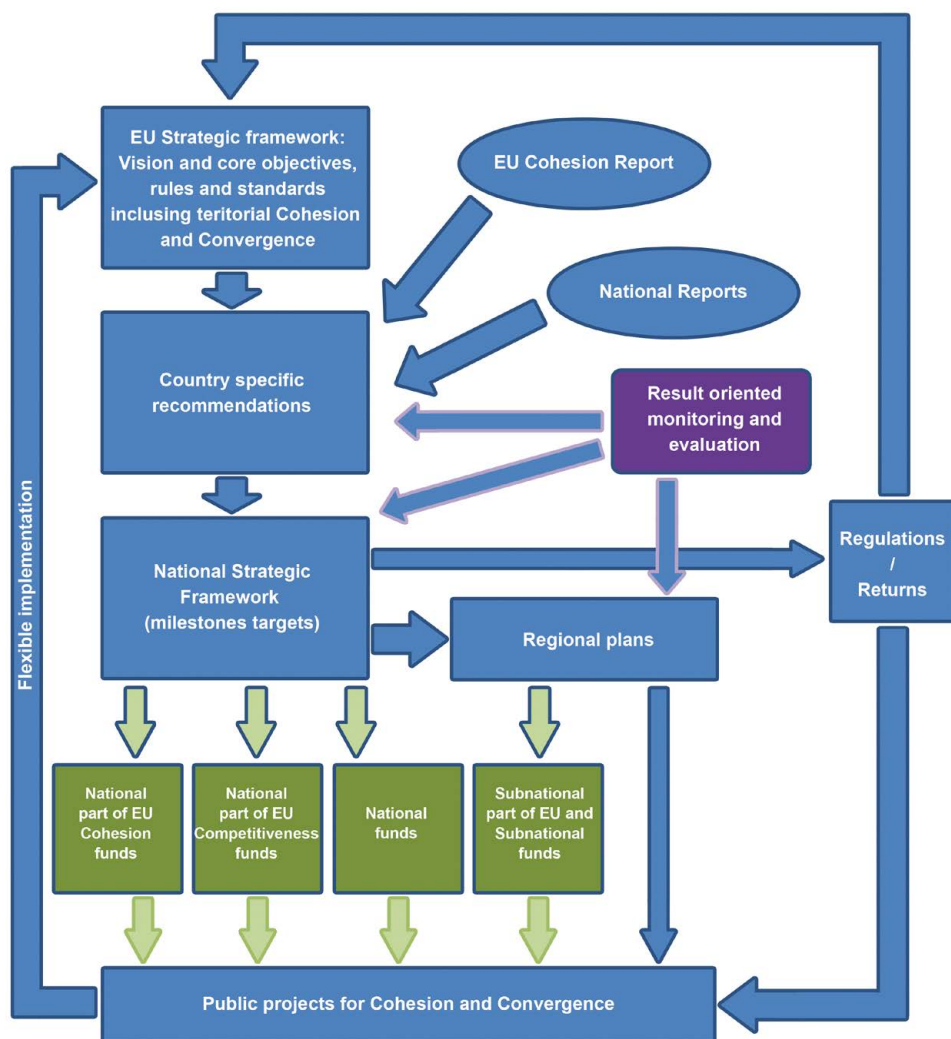 EU Strategic framework:
Vision and core objectives,
rules and standards
inclusing teritorial Cohesion
and Convergence
EU Cohesion Report
National Reports
Country specific
recommendations
Result oriented
monitoring and
evaluation
Flexible implementation
National Strategic
Framework
(milestones targets)
Regional plans
Regulations
/
Returns
National
part of EU
Cohesion
funds
National
part of EU
Competitiveness
funds
National
funds
Subnational
part of EU and
Subnational
funds
Public projects for Cohesion and Convergence